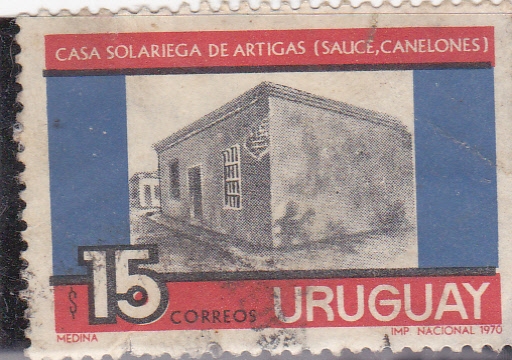 CASA SOLARIEGA DE ARTIGAS (SAUCE, CANELONES)
$ 15 CORREOS URUGUAY
MEDINA IMP NACIONAL 1970